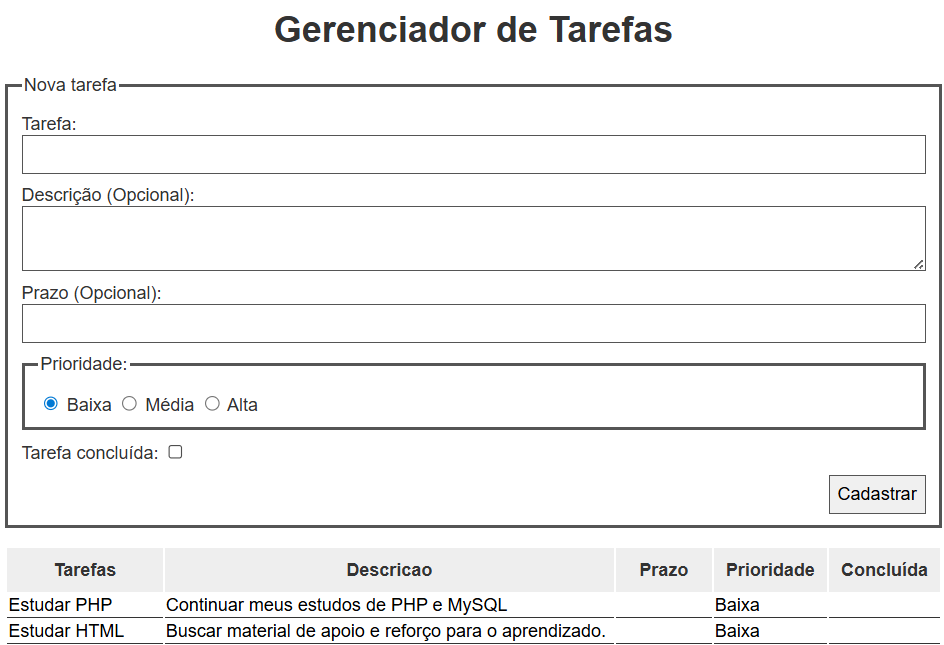 Gerenciador de Tarefas
Nova tarefa
Tarefa:
Descrição (Opcional):
Prazo (Opcional):
Prioridade:
Baixa Média Alta
Tarefa concluída:
Cadastrar
Tarefas Descricao Prazo Prioridade Concluída
Estudar PHP Continuar meus estudos de PHP e MySQL Baixa
Estudar HTML Buscar material de apoio e reforço para o aprendizado. Baixa